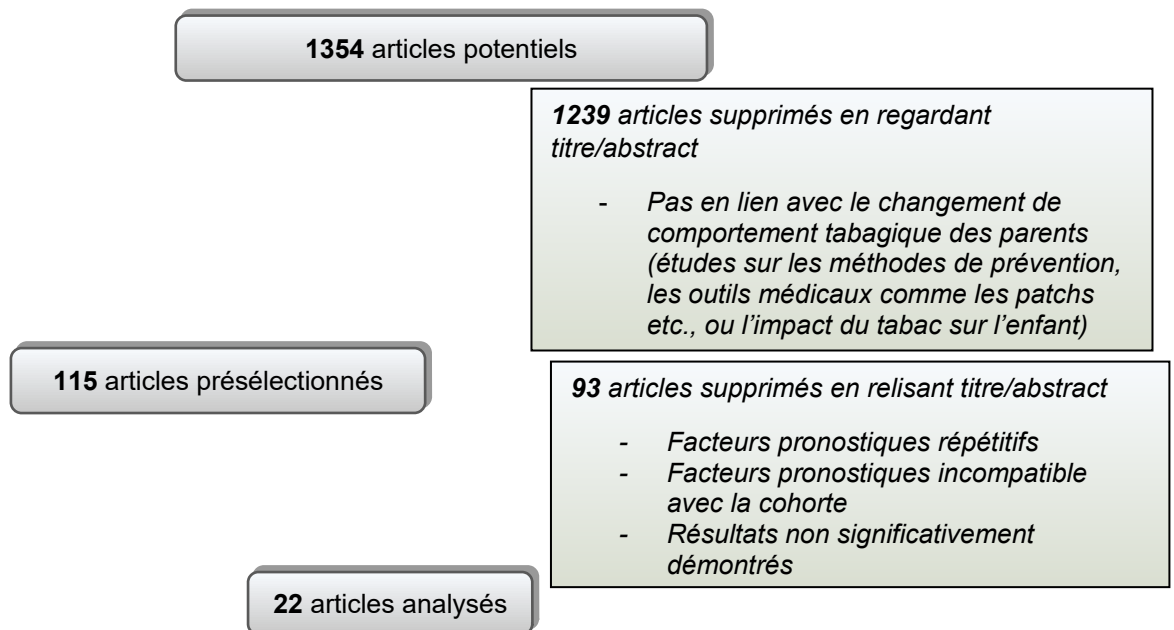 1354 articles potentiels
1239 articles supprimés en regardant
titre/abstract
- Pas en lien avec le changement de
comportement tabagique des parents
(études sur les méthodes de prévention,
les outils médicaux comme les patchs
etc., ou l’impact du tabac sur l’enfant)
115 articles présélectionnés
93 articles supprimés en relisant titre/abstract
- Facteurs pronostiques répétitifs
- Facteurs pronostiques incompatible
avec la cohorte
- Résultats non significativement
démontrés
22 articles analysés